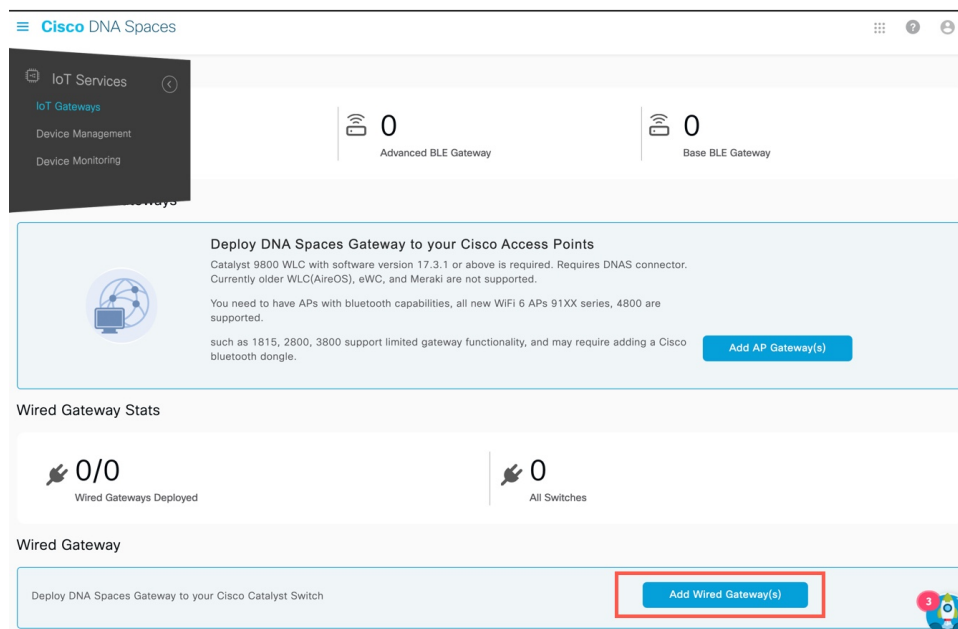 Cisco DNA Spaces
IoT Services
IoT Gateways
Device Management
Device Monitoring
0
Advanced BLE Gateway
0
Base BLE Gateway
Deploy DNA Spaces Gateway to your Cisco Access Points
Catalyst 9800 WLC with software version 17.3.1 or above is required. Requires DNAS connector.
Currently older WLC(AireOS), eWC, and Meraki are not supported.
You need to have APs with bluetooth capabilities, all new WiFi 6 APs 91XX series, 4800 are
supported.
such as 1815, 2800, 3800 support limited gateway functionality, and may require adding a Cisco
bluetooth dongle.
Add AP Gateway(s)
Wired Gateway Stats
0/0
Wired Gateways Deployed
0
All Switches
Wired Gateway
Deploy DNA Spaces Gateway to your Cisco Catalyst Switch
Add Wired Gateway(s)
3